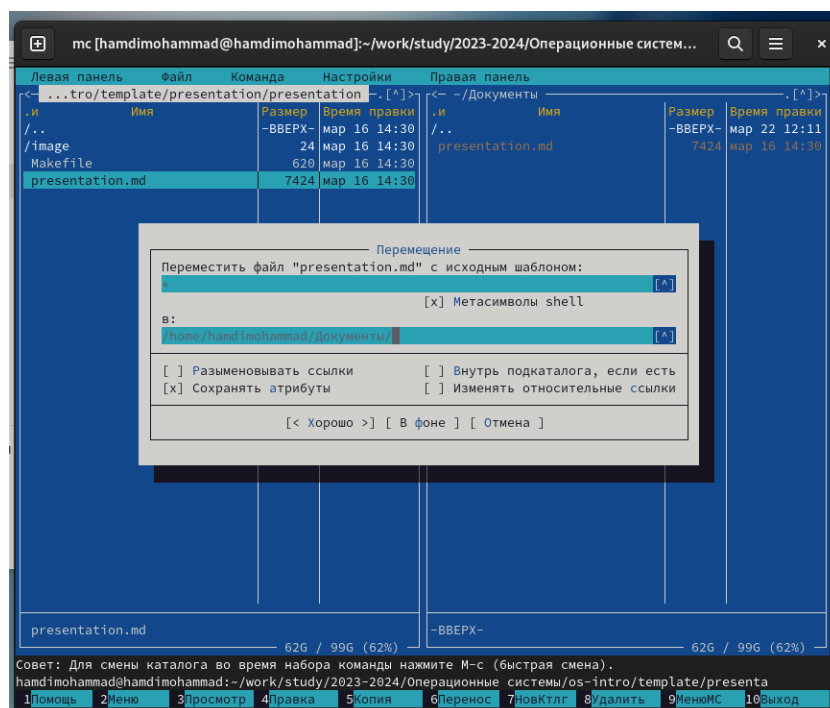 mc [hamdimohammad@hamdimohammad]:~/work/study/2023-2024/Операционные систем...
Левая панель Файл Команда Настройки Правая панель
<— ...tro/template/presentation/presentation —.[^]> <— ~/Документы —.[^]>
.и Имя Размер Время правки .и Имя Размер Время правки
/.. -ВВЕРХ- мар 16 14:30 /.. -ВВЕРХ- мар 22 12:11
/image 24 мар 16 14:30 presentation.md 7424 мар 16 14:30
Makefile 620 мар 16 14:30
presentation.md 7424 мар 16 14:30
Перемещение
Переместить файл "presentation.md" с исходным шаблоном:
* [^]
[x] Метасимволы shell
в:
/home/hamdimohammad/Документы/ [^]
[ ] Разыменовывать ссылки [ ] Внутрь подкаталога, если есть
[x] Сохранять атрибуты [ ] Изменять относительные ссылки
[< Хорошо >] [ В фоне ] [ Отмена ]
presentation.md -ВВЕРХ-
62G / 99G (62%) 62G / 99G (62%)
Совет: Для смены каталога во время набора команды нажмите M-c (быстрая смена).
hamdimohammad@hamdimohammad:~/work/study/2023-2024/Операционные системы/os-intro/template/presenta
1Помощь 2Меню 3Просмотр 4Правка 5Копия 6Перенос 7НовКтлг 8Удалить 9МенюMC 10Выход